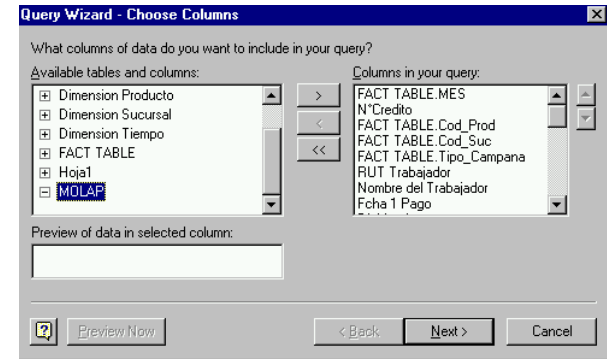 Query Wizard - Choose Columns
What columns of data do you want to include in your query?
Available tables and columns:
Columns in your query:
Dimension Producto
Dimension Sucursal
Dimension Tiempo
FACT TABLE
Hoja1
MOLAP
>
<
<<
FACT TABLE.MES
N°Credito
FACT TABLE.Cod_Prod
FACT TABLE.Cod_Suc
FACT TABLE.Tipo_Campana
RUT Trabajador
Nombre del Trabajador
Fcha 1 Pago
Preview of data in selected column:
Preview Now
< Back
Next >
Cancel